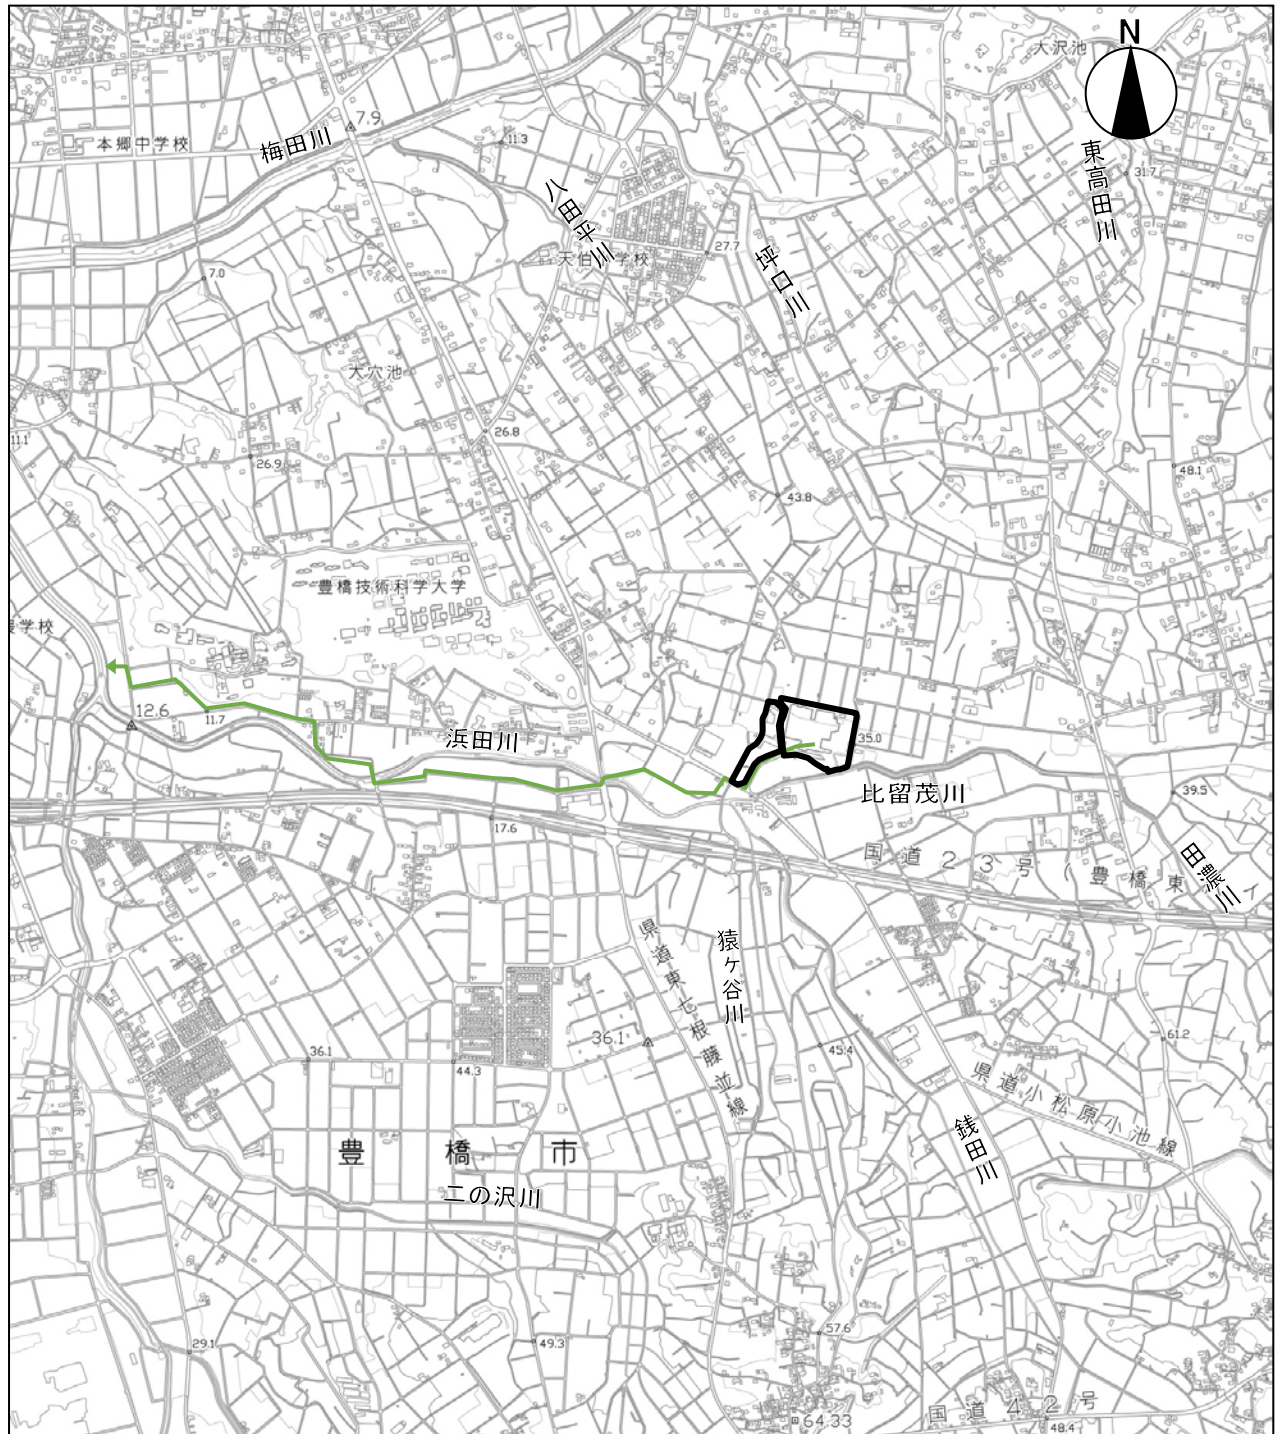 N
大沢池
7.9
本郷中学校
梅田川
11.3
東高田川
31.7
八田平川
27.7
天伯 学校
坪口川
7.0
大穴池
11.1
26.8
26.9
48.1
43.8
豊橋技術科学大学
学校
12.6
11.7
浜田川
35.0
比留茂川
39.5
17.6
国道23号(豊橋東
田濃川
県道東七根藤並線
猿ヶ谷川
36.1
36.1
44.3
45.4
61.2
県道小松原小池線
銭田川
豊橋市
二の沢川
29.1
49.3
57.6
64.33
国道42号
48.4